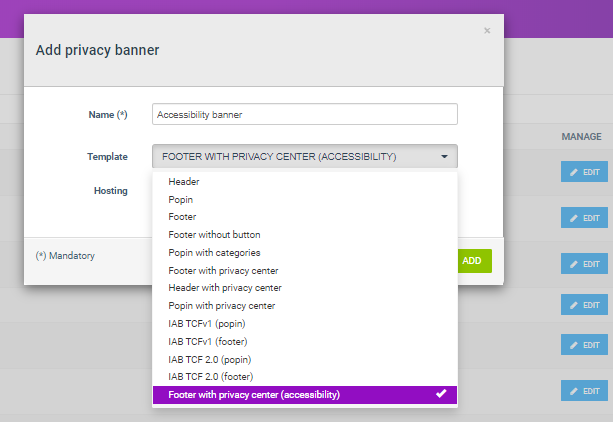 ×
Add privacy banner
Name (*)
Accessibility banner
MANAGE
Template
FOOTER WITH PRIVACY CENTER (ACCESSIBILITY)
EDIT
Hosting
Header
Popin
Footer
EDIT
Footer without button
Popin with categories
(*) Mandatory
ADD
EDIT
Footer with privacy center
Header with privacy center
Popin with privacy center
EDIT
IAB TCFv1 (popin)
IAB TCFv1 (footer)
EDIT
IAB TCF 2.0 (popin)
IAB TCF 2.0 (footer)
Footer with privacy center (accessibility)
EDIT